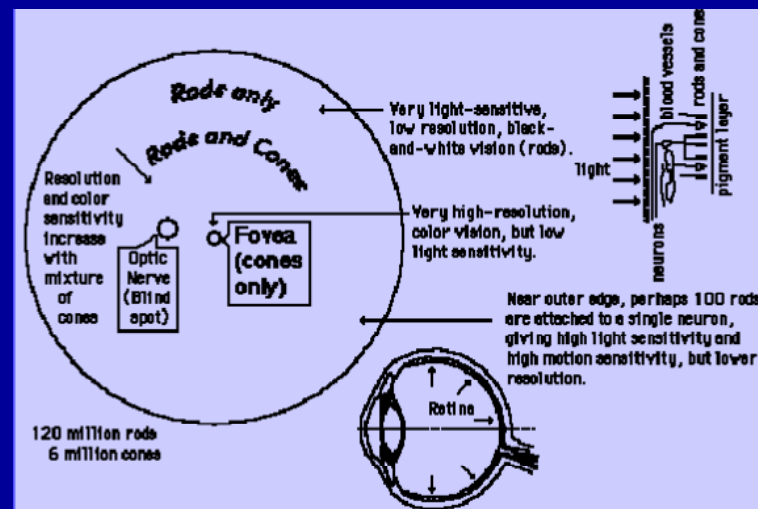 Rods only
Rods and Cones
Resolution
and color
sensitivity
increase
with
mixture
of
cones
Optic
Nerve
(Blind
spot)
Fovea
(cones
only)
120 million rods
6 million cones
Very light-sensitive,
low resolution, black-
and-white vision (rods).
Very high-resolution,
color vision, but low
light sensitivity.
Near outer edge, perhaps 100 rods
are attached to a single neuron,
giving high light sensitivity and
high motion sensitivity, but lower
resolution.
light
neurons
blood vessels
rods and cone
pigment layer
Retina